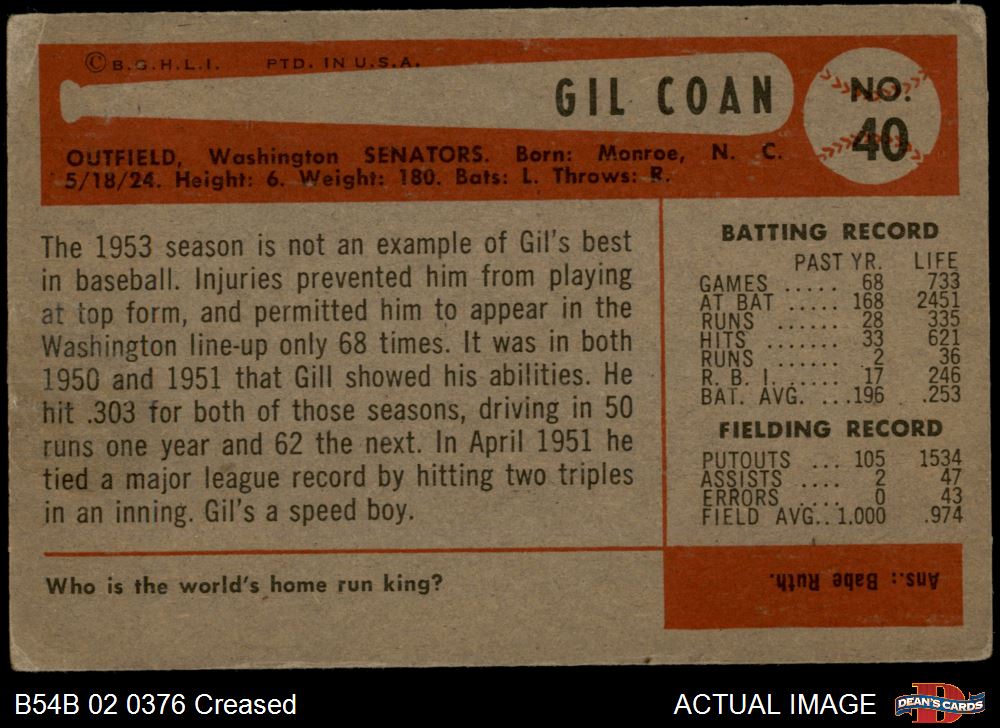 © B.G.H.L.I. PTD. IN U.S.A.
GIL COAN
NO. 40
OUTFIELD, Washington SENATORS. Born: Monroe, N. C.
5/18/24. Height: 6. Weight: 180. Bats: L. Throws: R.
The 1953 season is not an example of Gil's best
in baseball. Injuries prevented him from playing
at top form, and permitted him to appear in the
Washington line-up only 68 times. It was in both
1950 and 1951 that Gill showed his abilities. He
hit .303 for both of those seasons, driving in 50
runs one year and 62 the next. In April 1951 he
tied a major league record by hitting two triples
in an inning. Gil's a speed boy.
BATTING RECORD
PAST YR. LIFE
GAMES ..... 68 733
AT BAT ..... 168 2451
RUNS ...... 28 335
HITS ....... 33 621
RUNS ...... 2 36
R. B. I. ..... 17 246
BAT. AVG. ...196 .253
FIELDING RECORD
PUTOUTS ... 105 1534
ASSISTS .... 2 47
ERRORS .... 0 43
FIELD AVG.. 1.000 .974
Who is the world's home run king?
Ans.: Babe Ruth.
B54B 02 0376 Creased
ACTUAL IMAGE
DEAN'S CARDS